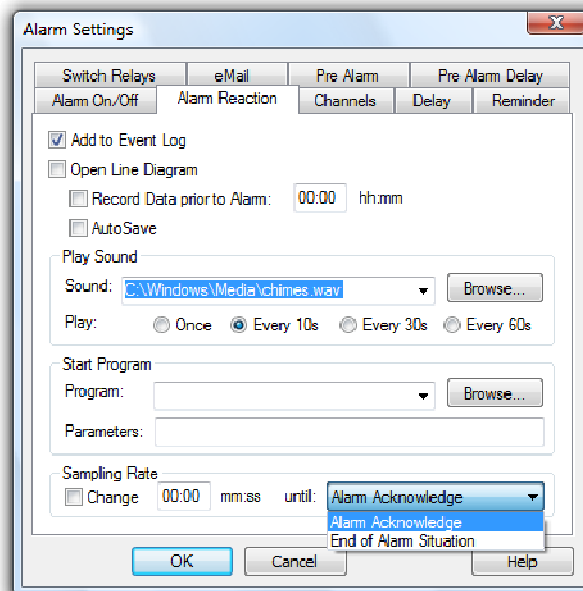 Alarm Settings
Switch Relays eMail Pre Alarm Pre Alarm Delay
Alarm On/Off Alarm Reaction Channels Delay Reminder
Add to Event Log
Open Line Diagram
Record Data prior to Alarm: 00:00 hh:mm
AutoSave
Play Sound
Sound: C:\Windows\Media\chimes.wav Browse...
Play: Once Every 10s Every 30s Every 60s
Start Program
Program: Browse...
Parameters:
Sampling Rate
Change 00:00 mm:ss until: Alarm Acknowledge
Alarm Acknowledge
End of Alarm Situation
OK Cancel Help